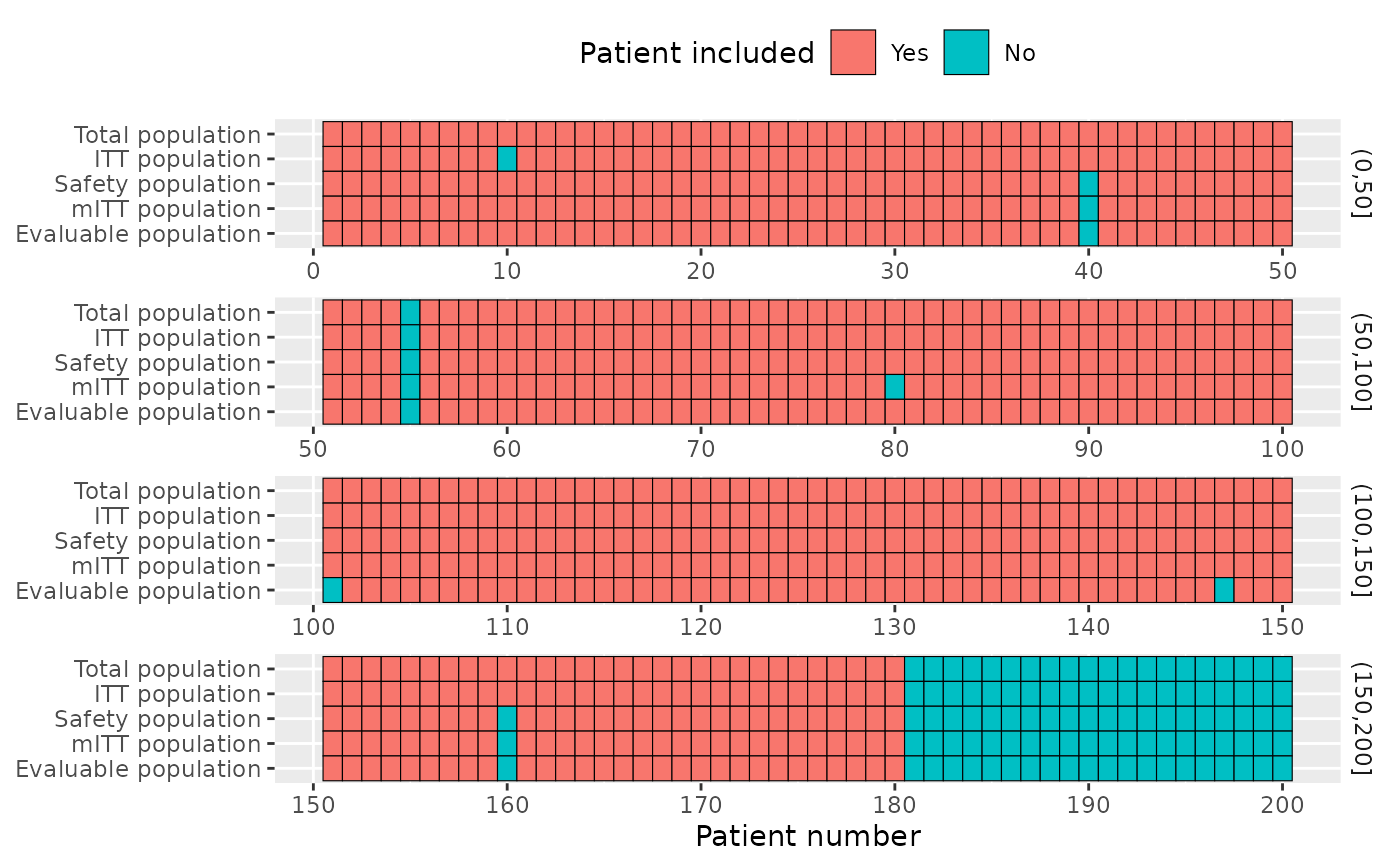 Patient included Yes No
Total population
ITT population
Safety population
mITT population
Evaluable population
(0,50]
0 10 20 30 40 50
Total population
ITT population
Safety population
mITT population
Evaluable population
(50,100]
50 60 70 80 90 100
Total population
ITT population
Safety population
mITT population
Evaluable population
(100,150]
100 110 120 130 140 150
Total population
ITT population
Safety population
mITT population
Evaluable population
(150,200]
150 160 170 180 190 200
Patient number